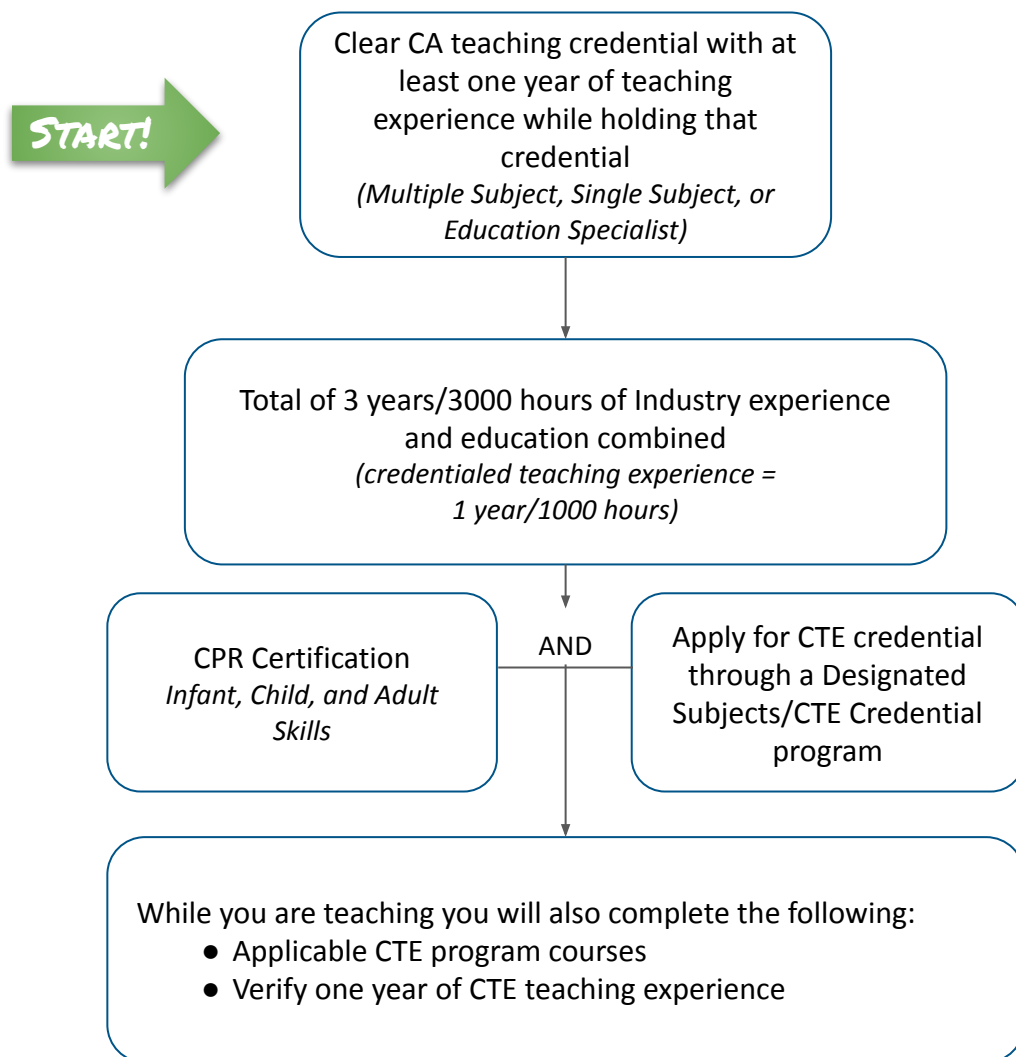 START!
Clear CA teaching credential with at
least one year of teaching
experience while holding that
credential
(Multiple Subject, Single Subject, or
Education Specialist)
Total of 3 years/3000 hours of Industry experience
and education combined
(credentialed teaching experience =
1 year/1000 hours)
CPR Certification
Infant, Child, and Adult
Skills
AND
Apply for CTE credential
through a Designated
Subjects/CTE Credential
program
While you are teaching you will also complete the following:
● Applicable CTE program courses
● Verify one year of CTE teaching experience